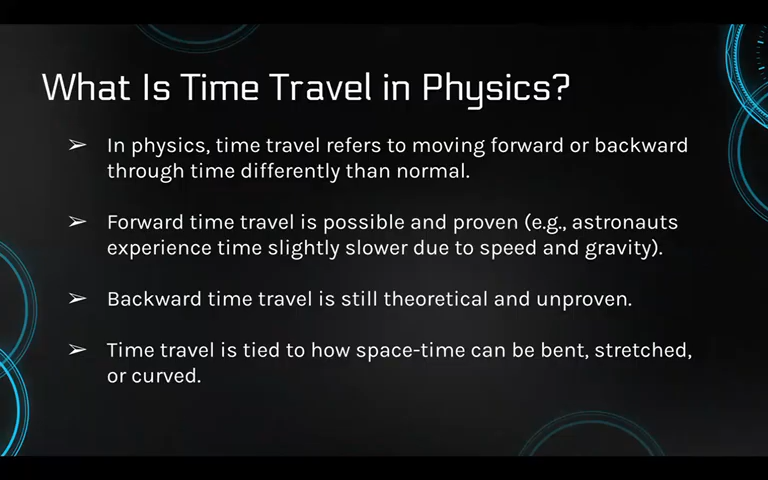 What Is Time Travel in Physics?
➢ In physics, time travel refers to moving forward or backward
through time differently than normal.
➢ Forward time travel is possible and proven (e.g., astronauts
experience time slightly slower due to speed and gravity).
➢ Backward time travel is still theoretical and unproven.
➢ Time travel is tied to how space-time can be bent, stretched,
or curved.